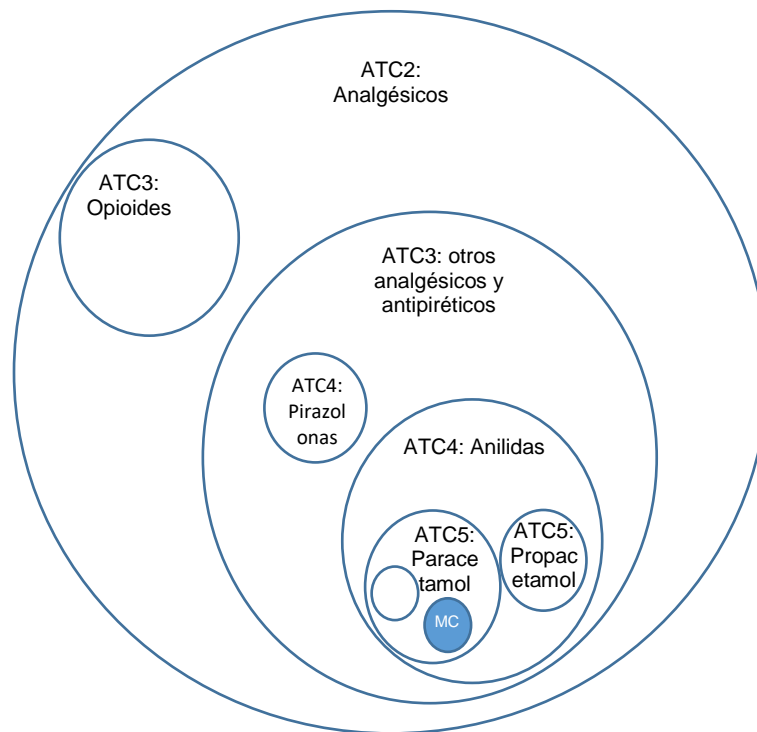 ATC2:
Analgésicos
ATC3:
Opioides
ATC3: otros
analgésicos y
antipiréticos
ATC4:
Pirazol
onas
ATC4: Anilidas
ATC5:
Parace
tamol
ATC5:
Propac
etamol
MC